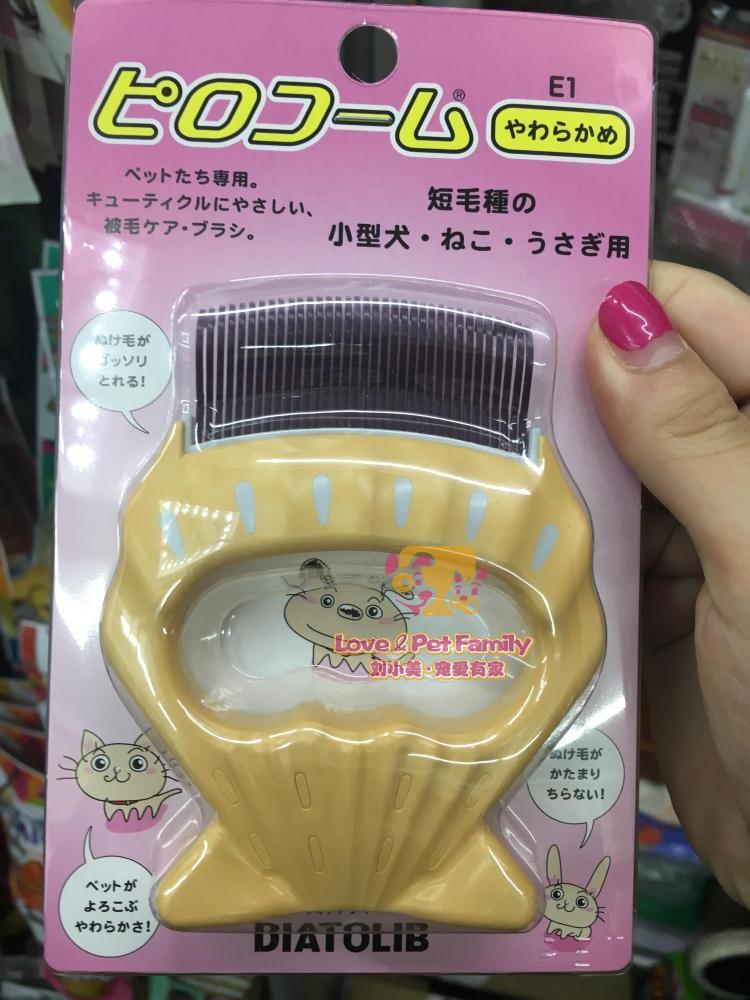 ピロコーム®
E1
やわらかめ
ペットたち専用。
キューティクルにやさしい、
被毛ケア・ブラシ。
短毛種の
小型犬・ねこ・うさぎ用
ぬけ毛が
ゴッソリ
とれる!
Love & Pet Family
刘小美·宠爱有家
ぬけ毛が
かたまり
ちらない!
ペットが
よろこぶ
やわらかさ!
DIATOLIB